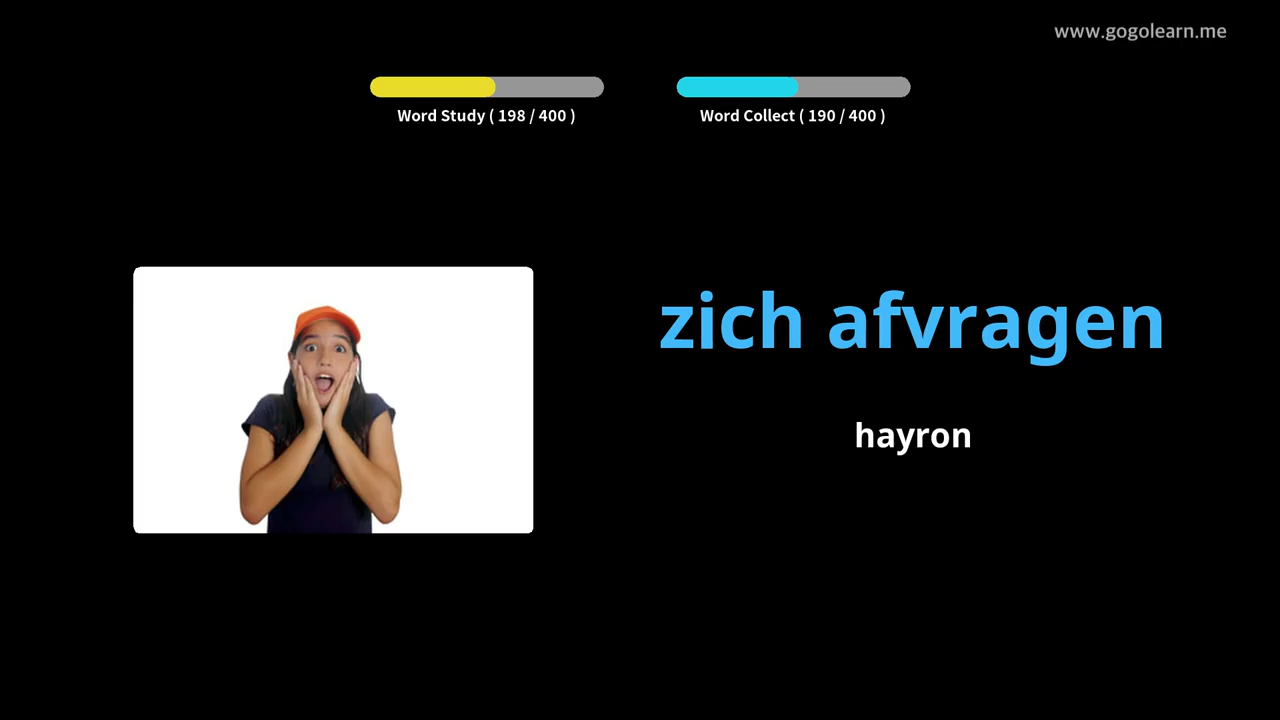 www.gogolearn.me
Word Study ( 198 / 400 )
Word Collect ( 190 / 400 )
zich afvragen
hayron